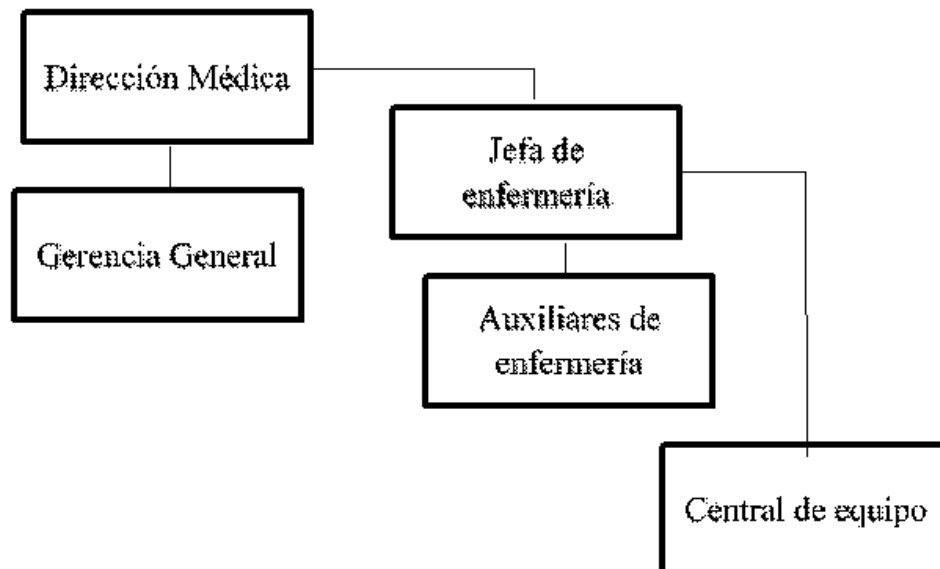 Dirección Médica
Jefa de
enfermería
Gerencia General
Auxiliares de
enfermería
Central de equipo